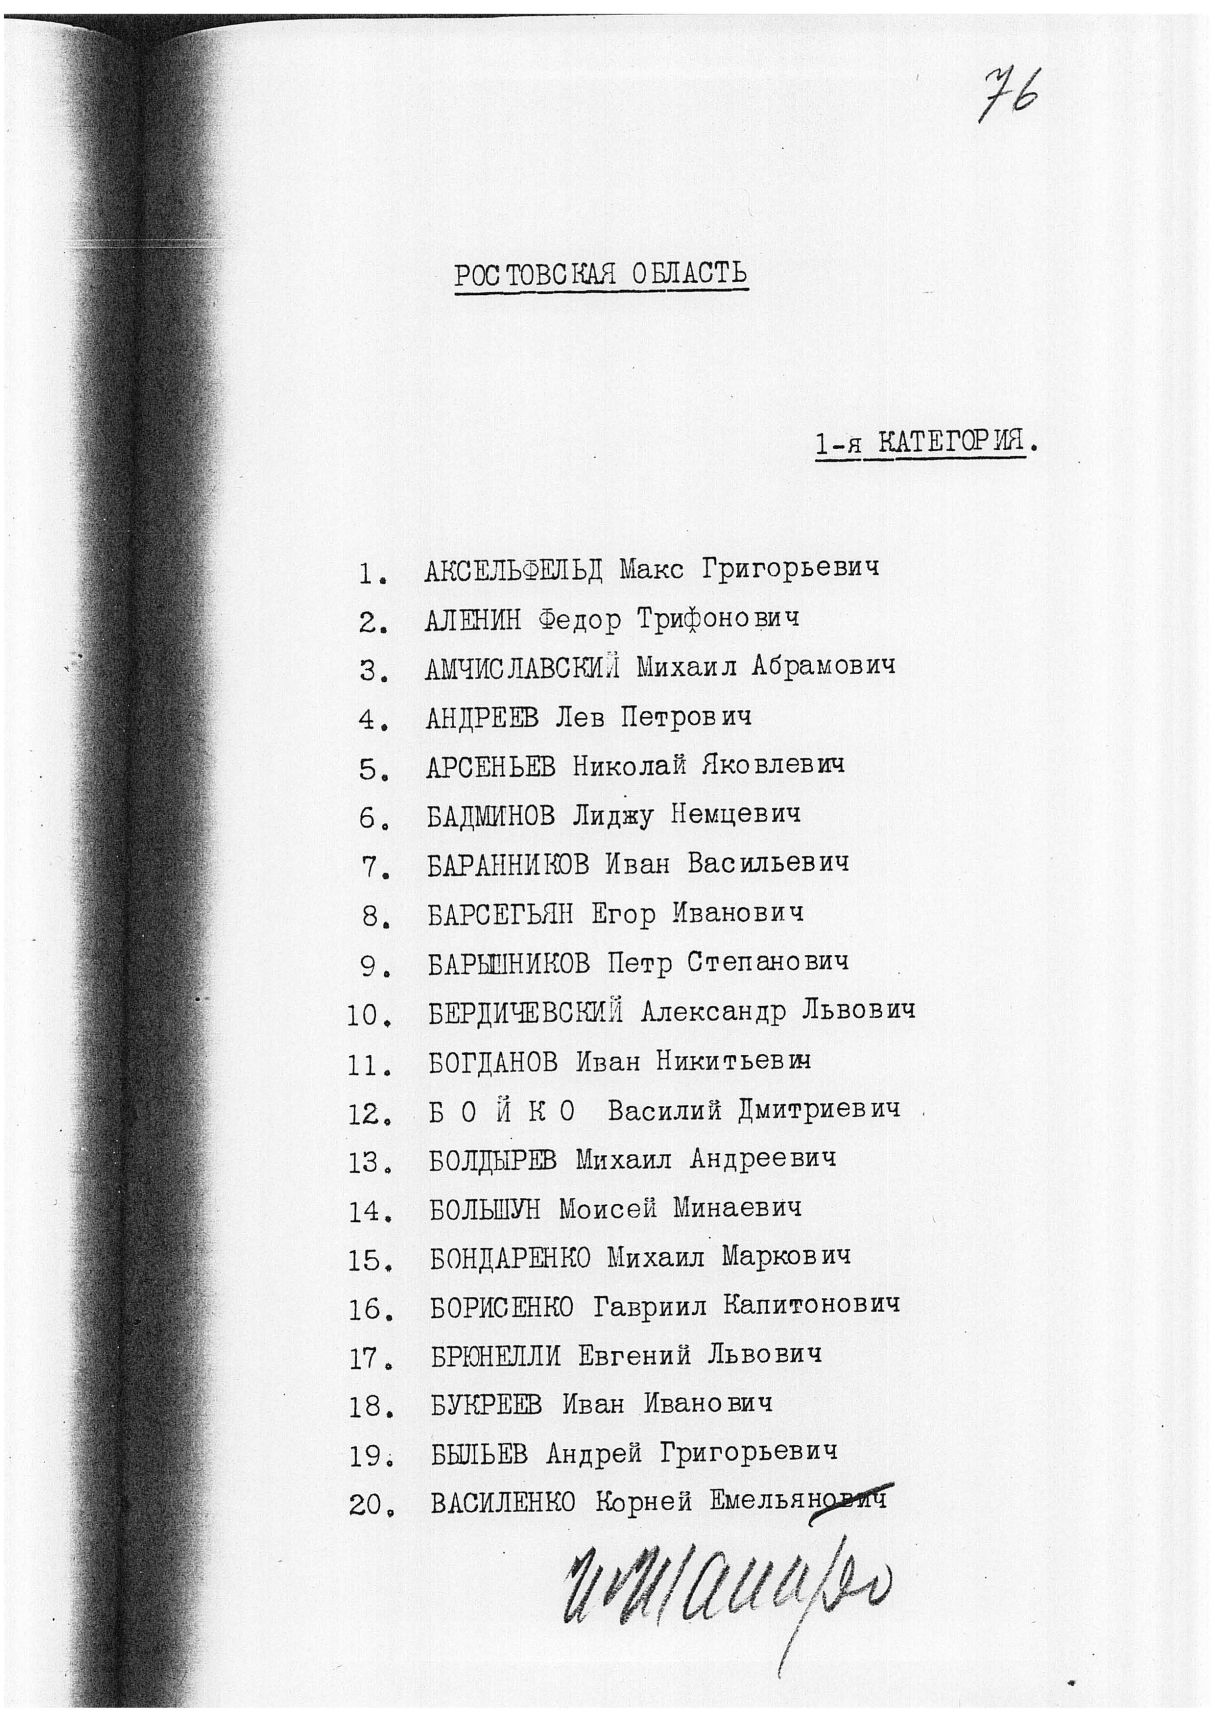 76
РОСТОВСКАЯ ОБЛАСТЬ
1-я КАТЕГОРИЯ.
1. АКСЕЛЬФЕЛЬД Макс Григорьевич
2. АЛЕНИН Федор Трифонович
3. АМЧИСЛАВСКИЙ Михаил Абрамович
4. АНДРЕЕВ Лев Петрович
5. АРСЕНЬЕВ Николай Яковлевич
6. БАДМИНОВ Лиджу Немцевич
7. БАРАННИКОВ Иван Васильевич
8. БАРСЕГЬЯН Егор Иванович
9. БАРЫШНИКОВ Петр Степанович
10. БЕРДИЧЕВСКИЙ Александр Львович
11. БОГДАНОВ Иван Никитьевич
12. Б О Й К О Василий Дмитриевич
13. БОЛДЫРЕВ Михаил Андреевич
14. БОЛЬШУН Моисей Минаевич
15. БОНДАРЕНКО Михаил Маркович
16. БОРИСЕНКО Гавриил Капитонович
17. БРЮНЕЛЛИ Евгений Львович
18. БУКРЕЕВ Иван Иванович
19. БЫЛЬЕВ Андрей Григорьевич
20. ВАСИЛЕНКО Корней Емельянович